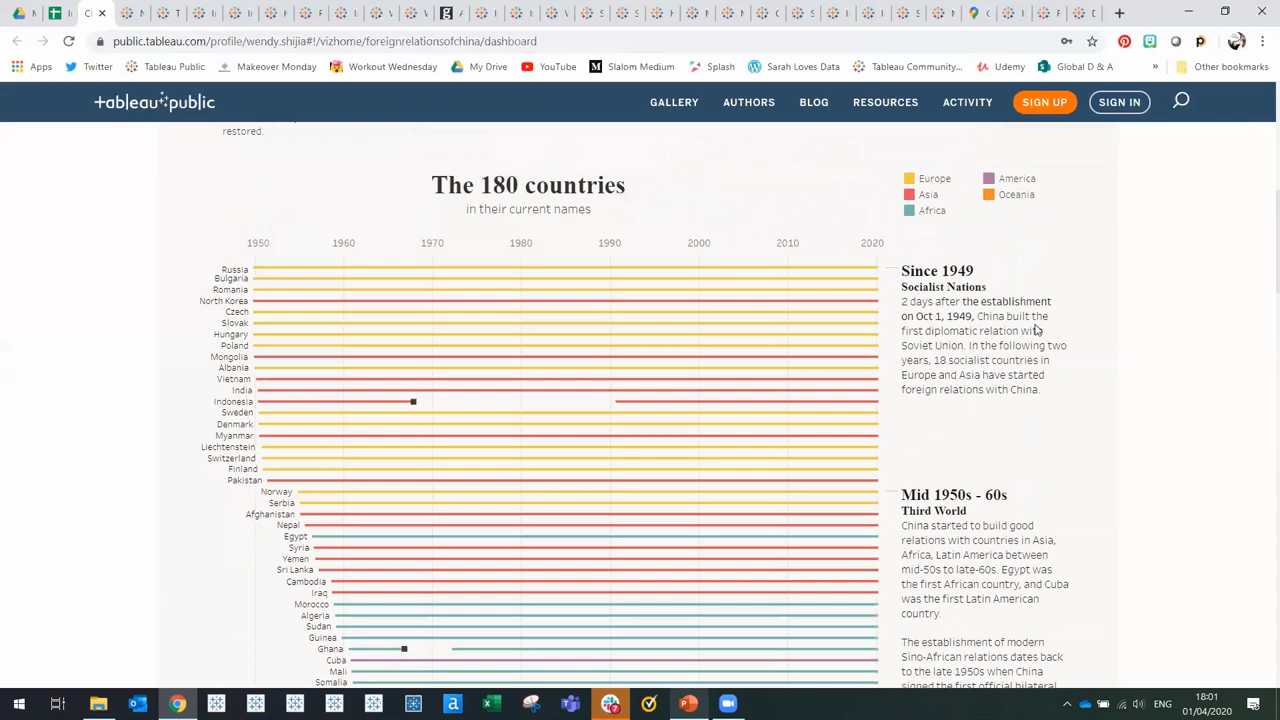 public.tableau.com/profile/wendy.shijia#!/vizhome/foreignrelationsofchina/dashboard
Apps
Twitter
Tableau Public
Makeover Monday
Workout Wednesday
My Drive
YouTube
Slalom Medium
Splash
Sarah Loves Data
Tableau Community...
Udemy
Global D & A
»
Other bookmarks
+ableau+public
GALLERY
AUTHORS
BLOG
RESOURCES
ACTIVITY
SIGN UP
SIGN IN
restored.
The 180 countries
in their current names
Europe
America
Asia
Oceania
Africa
1950 1960 1970 1980 1990 2000 2010 2020
Russia
Bulgaria
Romania
North Korea
Czech
Slovak
Hungary
Poland
Mongolia
Albania
Vietnam
India
Indonesia
Sweden
Denmark
Myanmar
Liechtenstein
Switzerland
Finland
Pakistan
Norway
Serbia
Afghanistan
Nepal
Egypt
Syria
Yemen
Sri Lanka
Cambodia
Iraq
Morocco
Algeria
Sudan
Guinea
Ghana
Cuba
Mali
Somalia
Since 1949
Socialist Nations
2 days after the establishment
on Oct 1, 1949, China built the
first diplomatic relation with
Soviet Union. In the following two
years, 18 socialist countries in
Europe and Asia have started
foreign relations with China.
Mid 1950s - 60s
Third World
China started to build good
relations with countries in Asia,
Africa, Latin America between
mid-50s to late-60s. Egypt was
the first African country, and Cuba
was the first Latin American
country.
The establishment of modern
Sino-African relations dates back
to the late 1950s when China
signed the first official bilateral
ENG
18:01
01/04/2020